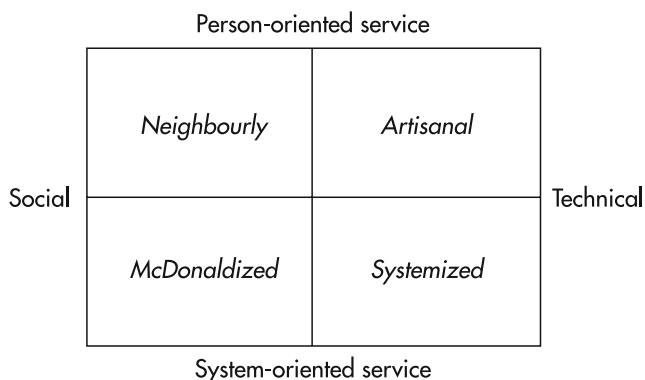 Person-oriented service
Neighbourly Artisanal
Social Technical
McDonaldized Systemized
System-oriented service